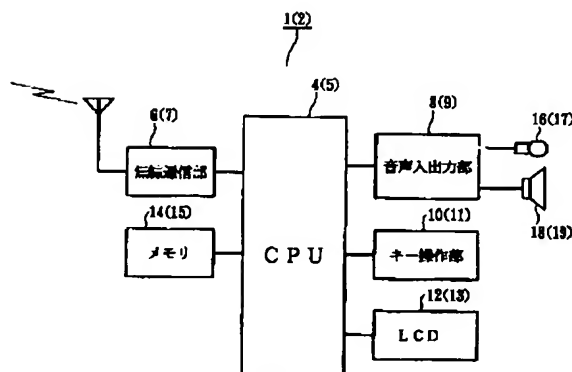 1(2)
4(5)
6(7)
無線通信部
8(9)
音声入出力部
16(17)
18(19)
14(15)
メモリ
CPU
10(11)
キー操作部
12(13)
LCD